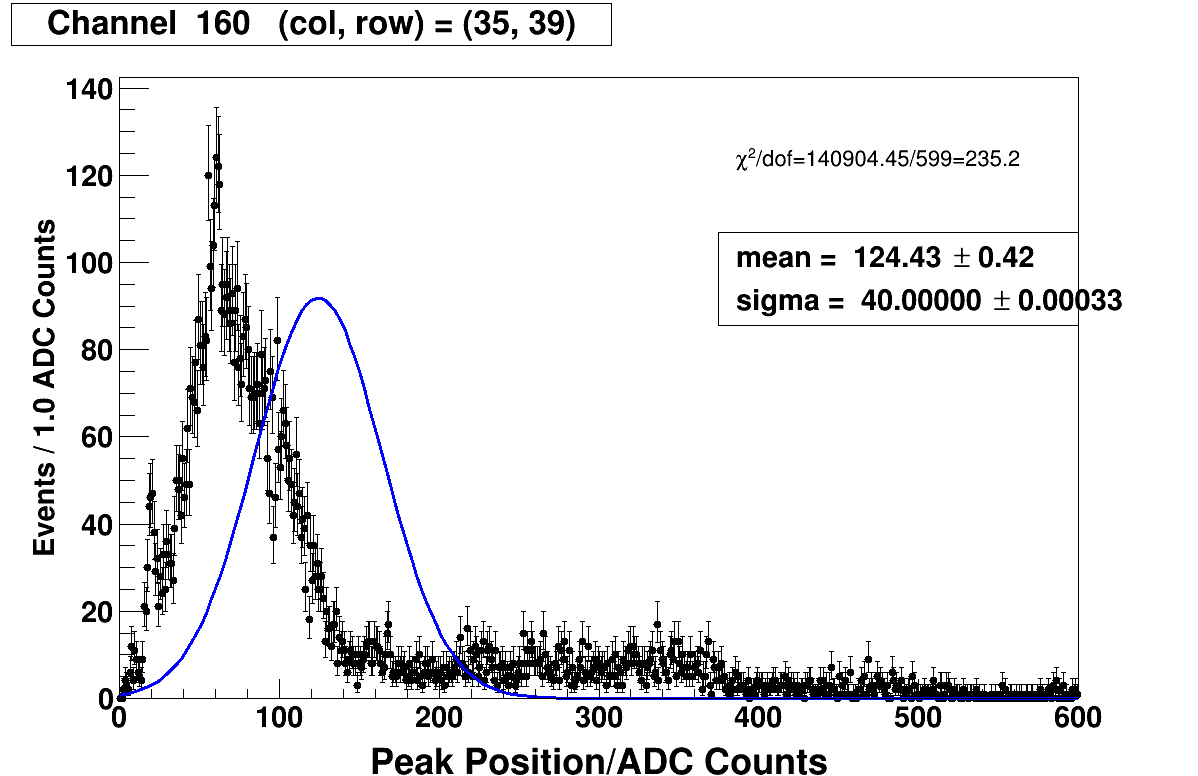 Channel 160 (col, row) = (35, 39)
140
120
100
80
60
40
20
0
Events / 1.0 ADC Counts
χ²/dof=140904.45/599=235.2
mean = 124.43 ± 0.42
sigma = 40.00000 ± 0.00033
0 100 200 300 400 500 600
Peak Position/ADC Counts